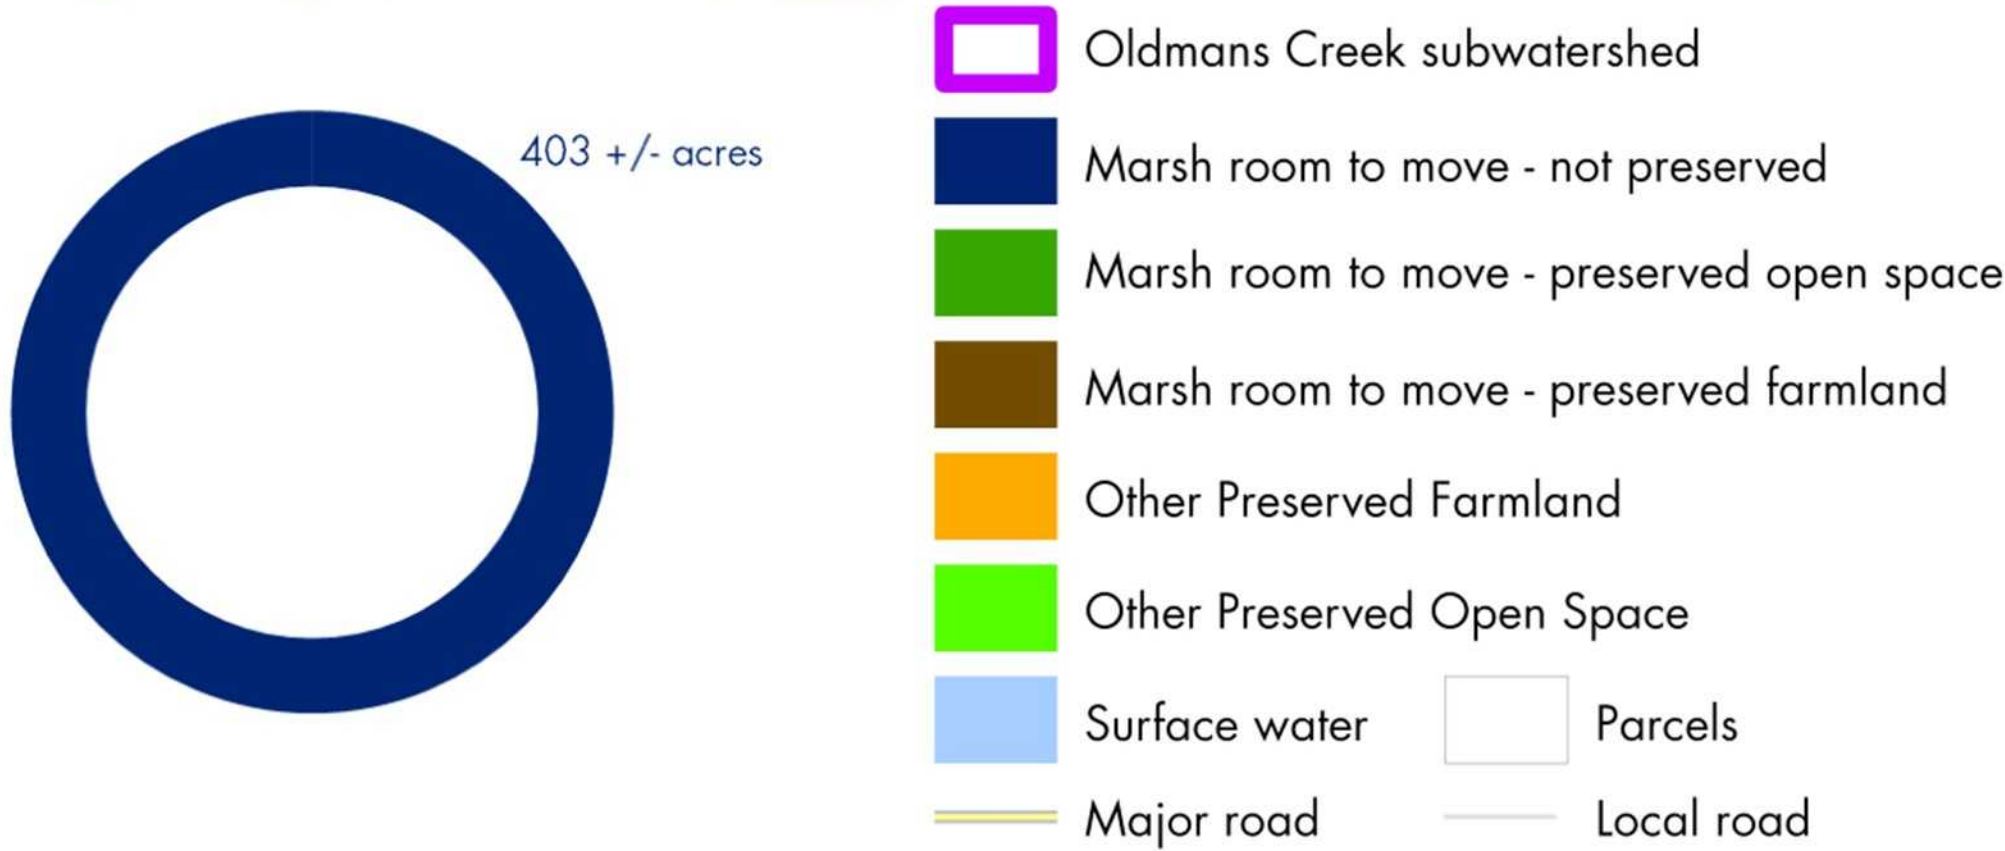 403 +/- acres
Oldmans Creek subwatershed
Marsh room to move - not preserved
Marsh room to move - preserved open space
Marsh room to move - preserved farmland
Other Preserved Farmland
Other Preserved Open Space
Surface water Parcels
Major road Local road